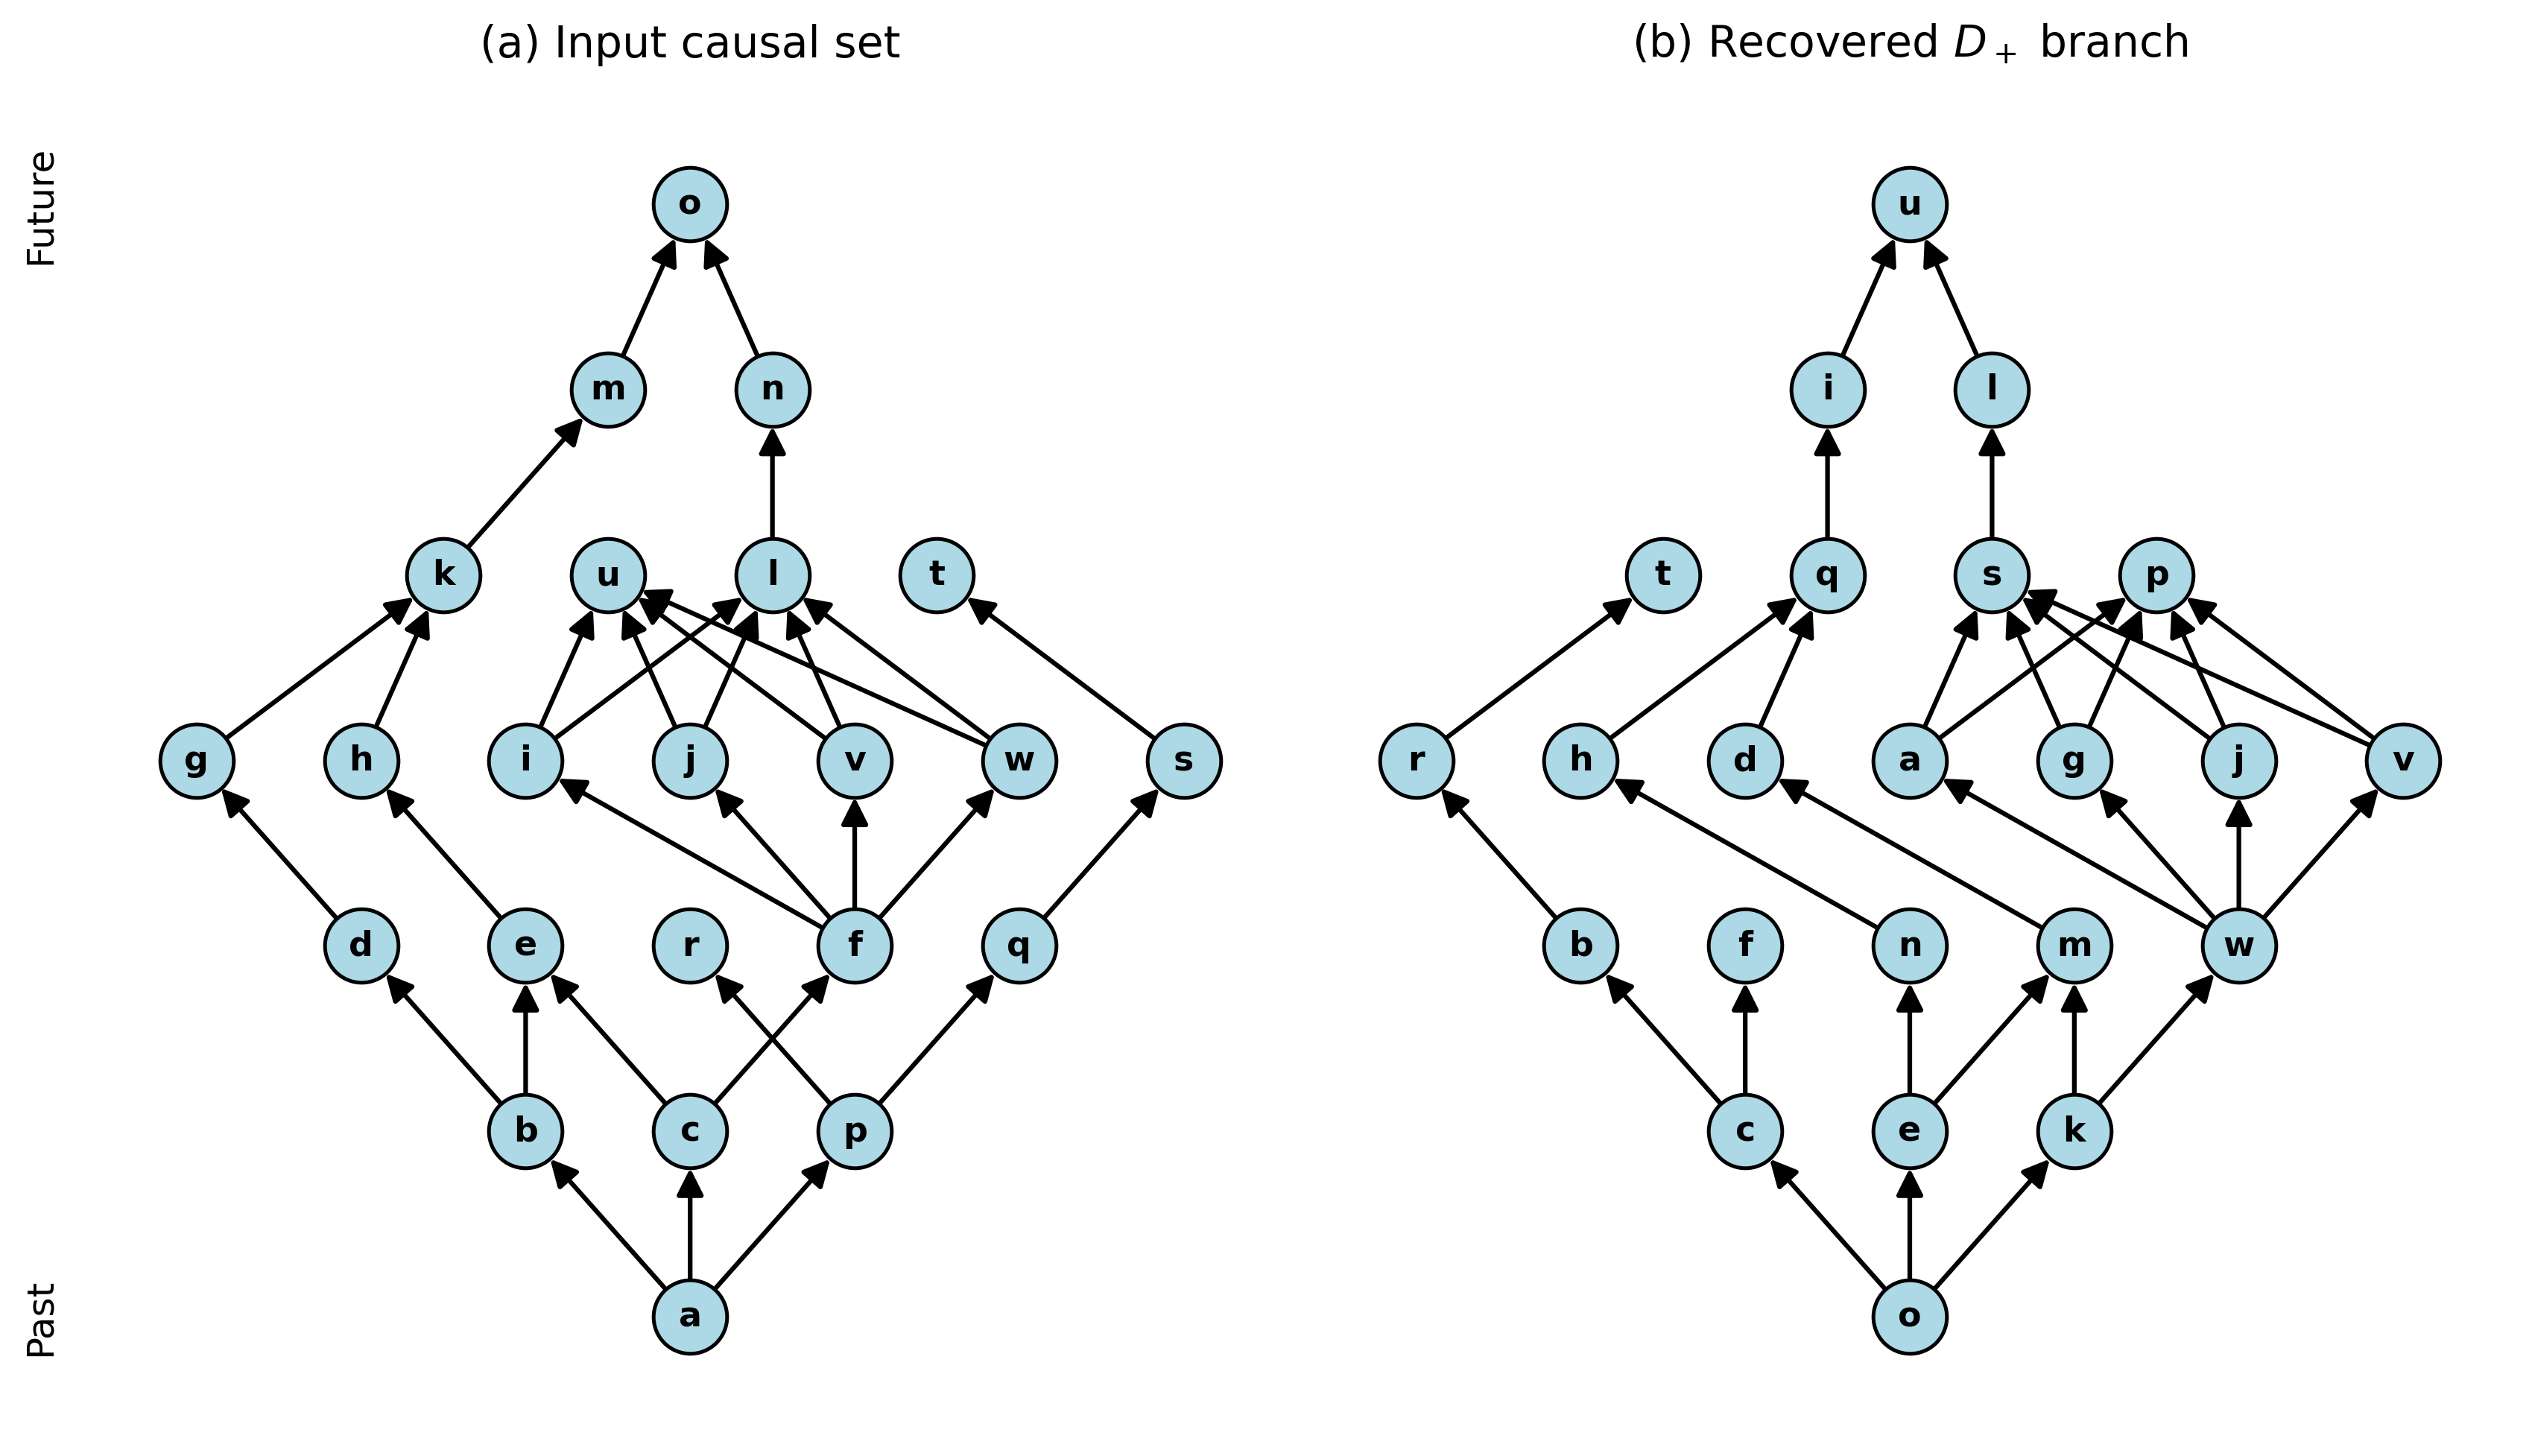 (a) Input causal set
(b) Recovered D₊ branch
Future
Past
o
m n
k u l t
g h i j v w s
d e r f q
b c p
a
u
i l
t q s p
r h d a g j v
b f n m w
c e k
o